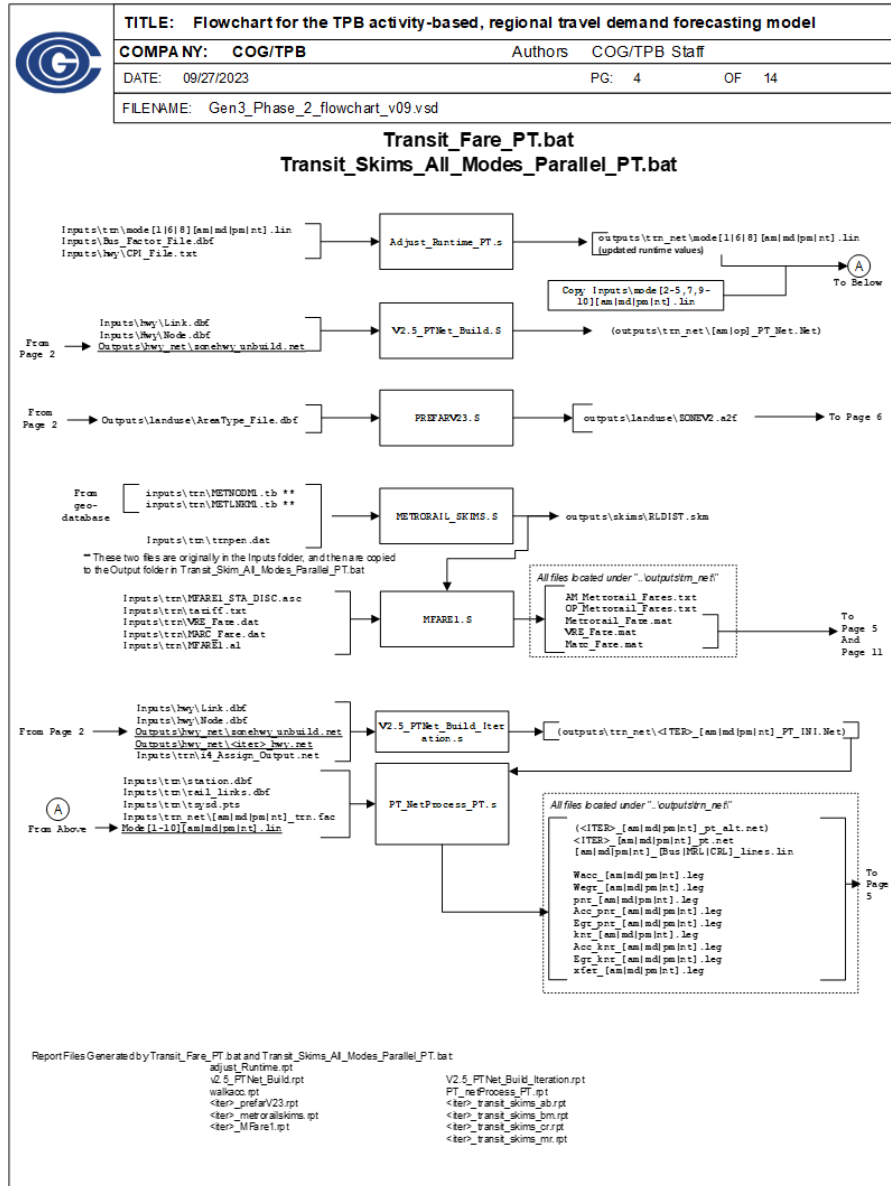 TITLE: Flowchart for the TPB activity-based, regional travel demand forecasting model
COMPANY: COG/TPB Authors COG/TPB Staff
DATE: 09/27/2023 PG: 4 OF 14
FILENAME: Gen3_Phase_2_flowchart_v09.vsd
Transit_Fare_PT.bat
Transit_Skims_All_Modes_Parallel_PT.bat
Inputs\trn\mode[1|6|8][am|md|pm|nt].lin
Inputs\Bus_Factor_File.dbf
Inputs\hwy\CPI_File.txt
Adjust_Runtime_PT.s
outputs\trn_net\mode[1|6|8][am|md|pm|nt].lin
(updated runtime values)
A
To Below
Copy Inputs\mode[2-5,7,9-
10][am|md|pm|nt].lin
From
Page 2
Inputs\hwy\Link.dbf
Inputs\Hwy\Node.dbf
Outputs\hwy_net\zonehwy_unbuild.net
V2.5_PTNet_Build.S
(outputs\trn_net\[am|op]_PT_Net.Net)
From
Page 2
Outputs\landuse\AreaType_File.dbf
PREFARV23.S
outputs\landuse\ZONEV2.a2f
To Page 6
From
geo-
database
inputs\trn\METNODM1.tb **
inputs\trn\METLNKM1.tb **
Inputs\trn\trnpen.dat
METRORAIL_SKIMS.S
outputs\skims\RLDIST.skm
** These two files are originally in the Inputs folder, and then are copied
to the Output folder in Transit_Skim_All_Modes_Parallel_PT.bat
Inputs\trn\MFARE1_STA_DISC.asc
Inputs\trn\tariff.txt
Inputs\trn\VRE_Fare.dat
Inputs\trn\MARC_Fare.dat
Inputs\trn\MFARE1.a1
MFARE1.S
All files located under "..\outputs\trn_net\"
AM_Metrorail_Fares.txt
OP_Metrorail_Fares.txt
Metrorail_Fare.mat
VRE_Fare.mat
Marc_Fare.mat
To
Page 5
And
Page 11
From Page 2
Inputs\hwy\Link.dbf
Inputs\hwy\Node.dbf
Outputs\hwy_net\zonehwy_unbuild.net
Outputs\hwy_net\<iter>_hwy.net
Inputs\trn\i4_Assign_Output.net
V2.5_PTNet_Build_Iter
ation.s
(outputs\trn_net\<ITER>_[am|md|pm|nt]_PT_INI.Net)
A
From Above
Inputs\trn\station.dbf
Inputs\trn\rail_links.dbf
Inputs\trn\tsysd.pts
Inputs\trn_net\[am|md|pm|nt]_trn.fac
Mode[1-10][am|md|pm|nt].lin
PT_NetProcess_PT.s
All files located under "..\outputs\trn_net\"
(<ITER>_[am|md|pm|nt]_pt_alt.net)
<ITER>_[am|md|pm|nt]_pt.net
[am|md|pm|nt]_[Bus|MRL|CRL]_lines.lin
Wacc_[am|md|pm|nt].leg
Wegr_[am|md|pm|nt].leg
pnr_[am|md|pm|nt].leg
Acc_pnr_[am|md|pm|nt].leg
Egr_pnr_[am|md|pm|nt].leg
knr_[am|md|pm|nt].leg
Acc_knr_[am|md|pm|nt].leg
Egr_knr_[am|md|pm|nt].leg
xfer_[am|md|pm|nt].leg
To
Page
5
Report Files Generated by Transit_Fare_PT.bat and Transit_Skims_All_Modes_Parallel_PT.bat
adjust_Runtime.rpt
v2.5_PTNet_Build.rpt
walkacc.rpt
<iter>_prefarV23.rpt
<iter>_metrorailskims.rpt
<iter>_MFare1.rpt
V2.5_PTNet_Build_Iteration.rpt
PT_netProcess_PT.rpt
<iter>_transit_skims_ab.rpt
<iter>_transit_skims_bm.rpt
<iter>_transit_skims_cr.rpt
<iter>_transit_skims_mr.rpt